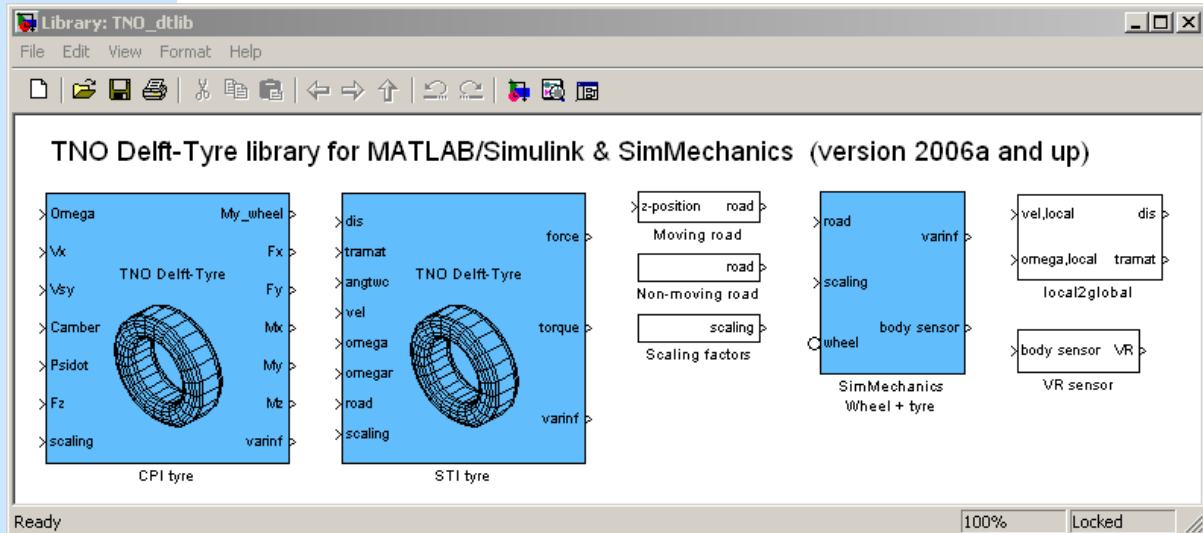 Library: TNO_dtlib
File Edit View Format Help
TNO Delft-Tyre library for MATLAB/Simulink & SimMechanics (version 2006a and up)
Omega
Vx
Vsy
Camber
Psidot
Fz
scaling
TNO Delft-Tyre
My_wheel
Fx
Fy
Mx
My
Mz
varinf
CPI tyre
dis
tramat
angtwc
vel
omega
omegar
road
scaling
TNO Delft-Tyre
force
torque
varinf
STI tyre
z-position road
Moving road
road
Non-moving road
scaling
Scaling factors
road
scaling
wheel
varinf
body sensor
SimMechanics
Wheel + tyre
vel,local dis
omega,local tramat
local2global
body sensor VR
VR sensor
Ready 100% Locked